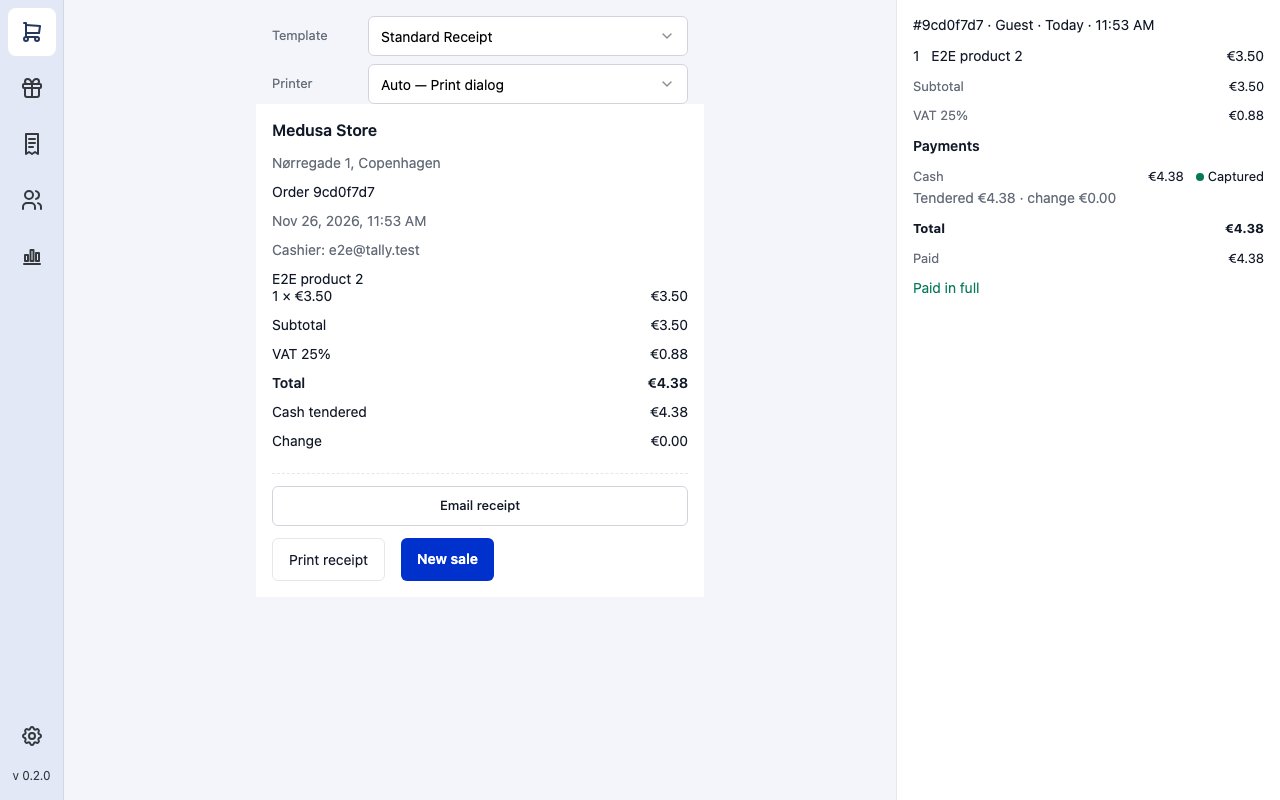 Template
Standard Receipt
Printer
Auto — Print dialog
Medusa Store
Nørregade 1, Copenhagen
Order 9cd0f7d7
Nov 26, 2026, 11:53 AM
Cashier: e2e@tally.test
E2E product 2
1 × €3.50 €3.50
Subtotal €3.50
VAT 25% €0.88
Total €4.38
Cash tendered €4.38
Change €0.00
Email receipt
Print receipt
New sale
v 0.2.0
#9cd0f7d7 · Guest · Today · 11:53 AM
1 E2E product 2 €3.50
Subtotal €3.50
VAT 25% €0.88
Payments
Cash €4.38 Captured
Tendered €4.38 · change €0.00
Total €4.38
Paid €4.38
Paid in full